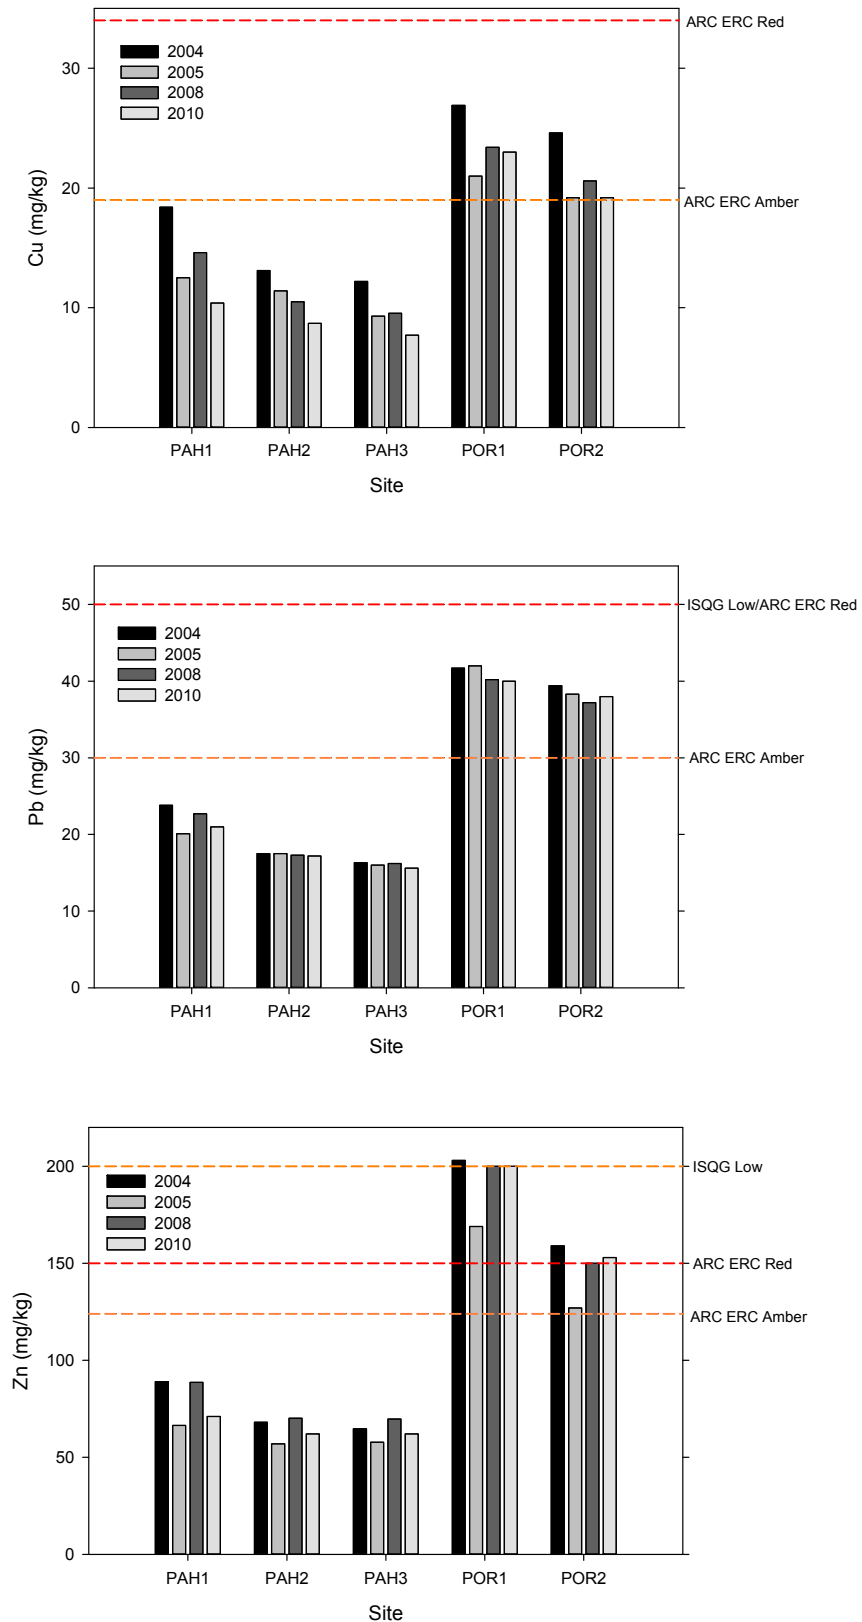 ARC ERC Red
2004
2005
2008
2010
30
20
10
0
Cu (mg/kg)
ARC ERC Amber
PAH1 PAH2 PAH3 POR1 POR2
Site
50
40
30
20
10
0
Pb (mg/kg)
ISQG Low/ARC ERC Red
2004
2005
2008
2010
ARC ERC Amber
PAH1 PAH2 PAH3 POR1 POR2
Site
200
150
100
50
0
Zn (mg/kg)
ISQG Low
2004
2005
2008
2010
ARC ERC Red
ARC ERC Amber
PAH1 PAH2 PAH3 POR1 POR2
Site